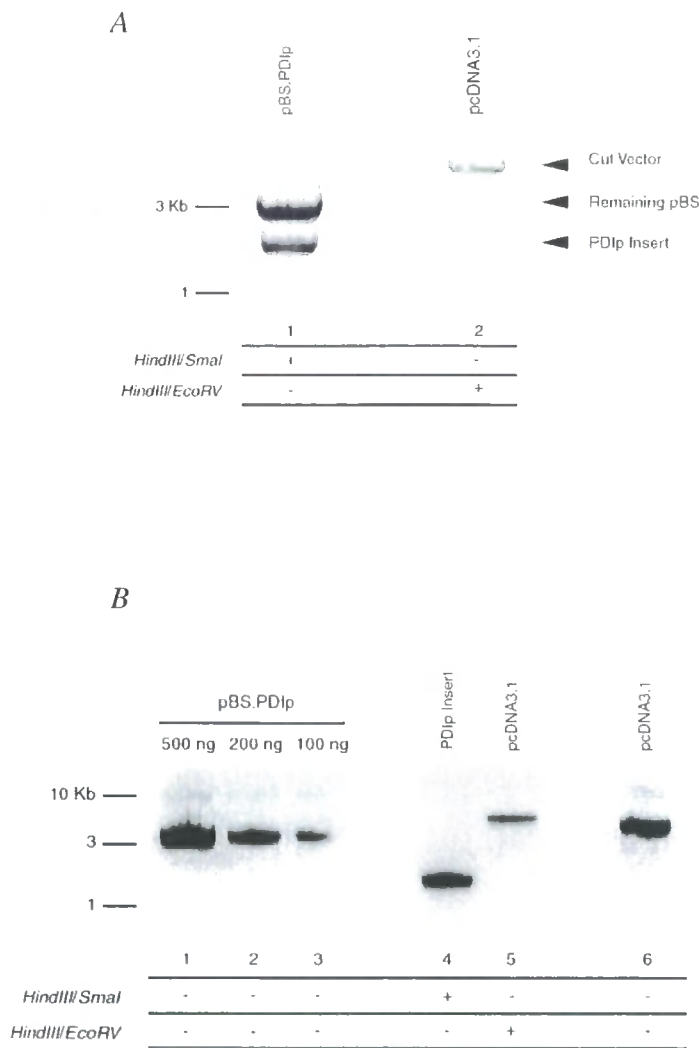 A
pBS.PDIp
pcDNA3.1
Cut Vector
3 Kb
Remaining pBS
PDIp Insert
1
1 2
HindIII/SmaI + -
HindIII/EcoRV - +
B
pBS.PDIp
PDIp Insert
pcDNA3.1
pcDNA3.1
500 ng 200 ng 100 ng
10 Kb
3
1
1 2 3 4 5 6
HindIII/SmaI - - - + - -
HindIII/EcoRV - - - - + -